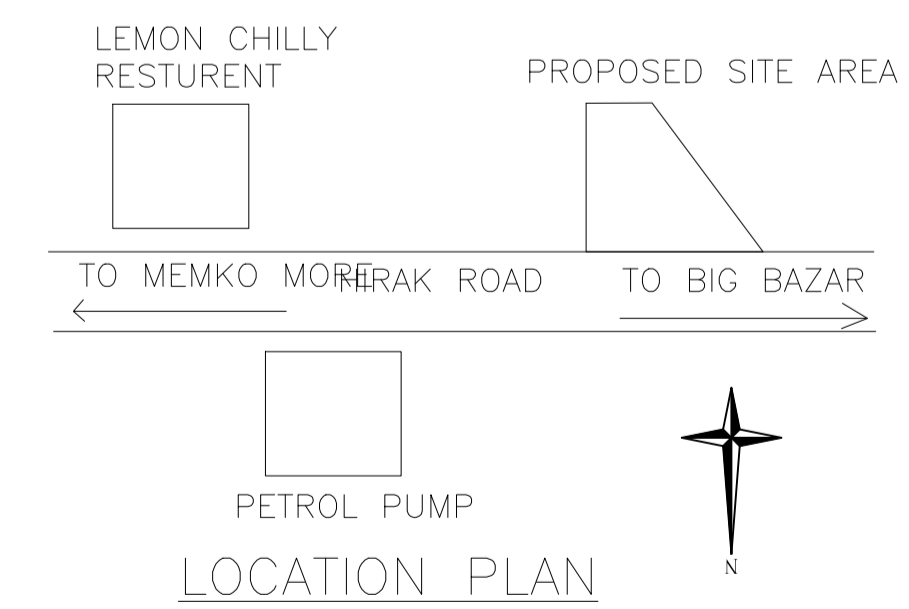 LEMON CHILLY
RESTURENT
PROPOSED SITE AREA
TO MEMKO MORE
HIRAK ROAD
TO BIG BAZAR
PETROL PUMP
N
LOCATION PLAN